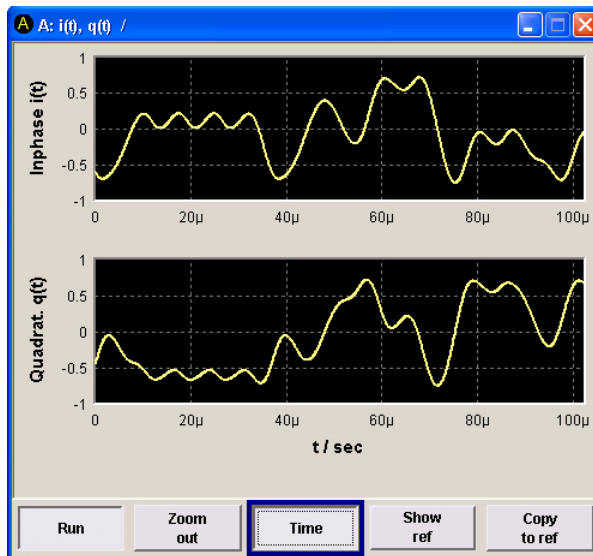 A A: i(t), q(t) /
Inphase i(t)
1
0.5
0
-0.5
-1
0 20µ 40µ 60µ 80µ 100µ
Quadrat. q(t)
1
0.5
0
-0.5
-1
0 20µ 40µ 60µ 80µ 100µ
t / sec
Run
Zoom
out
Time
Show
ref
Copy
to ref